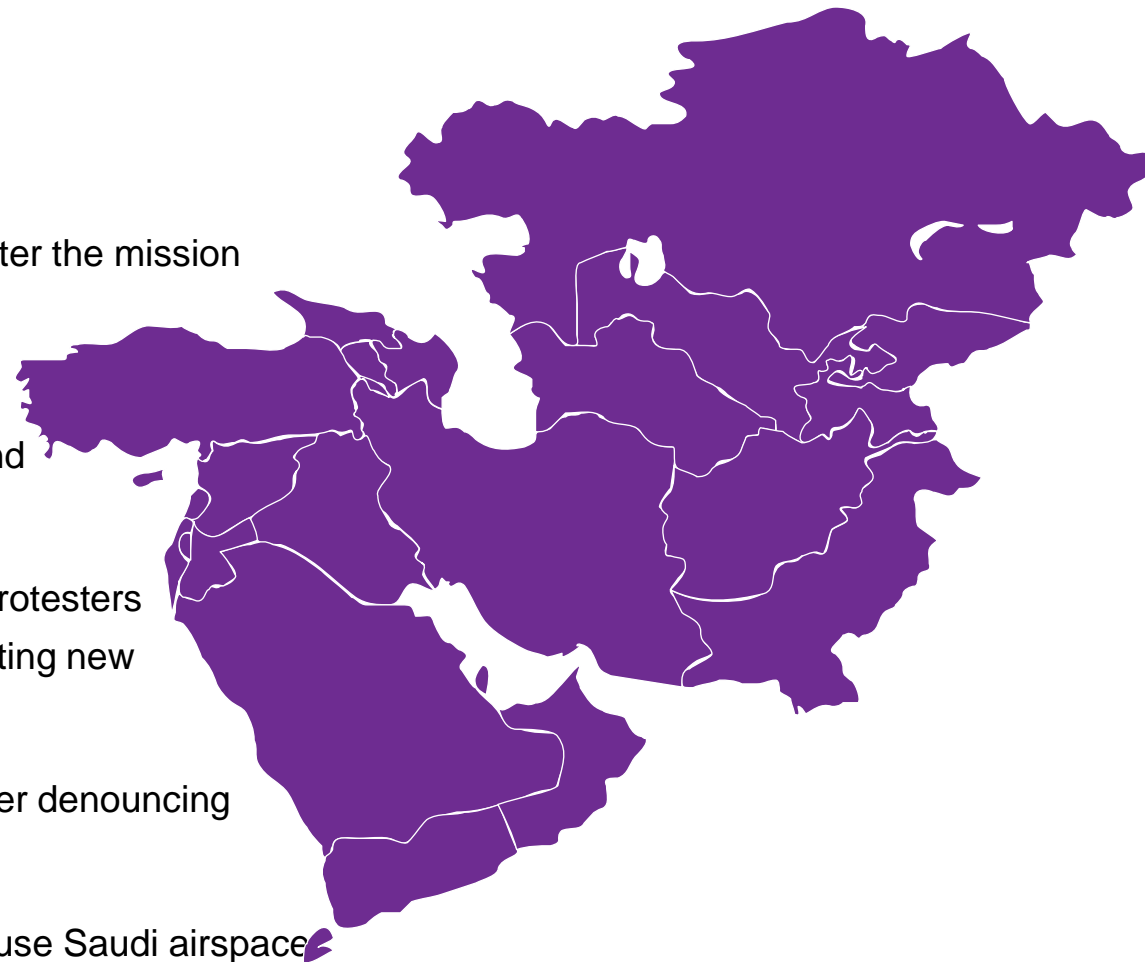 ter the mission
nd
rotesters
ting new
er denouncing
use Saudi airspace